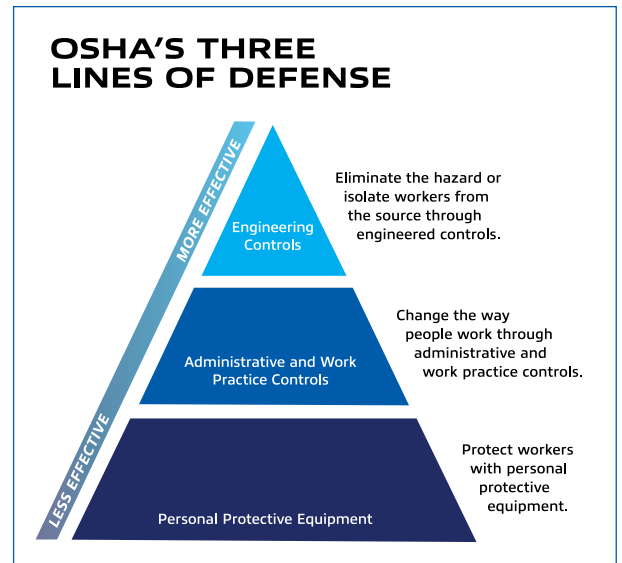 OSHA'S THREE
LINES OF DEFENSE
MORE EFFECTIVE
LESS EFFECTIVE
Engineering
Controls
Eliminate the hazard or
isolate workers from
the source through
engineered controls.
Administrative and Work
Practice Controls
Change the way
people work through
administrative and
work practice controls.
Personal Protective Equipment
Protect workers
with personal
protective
equipment.